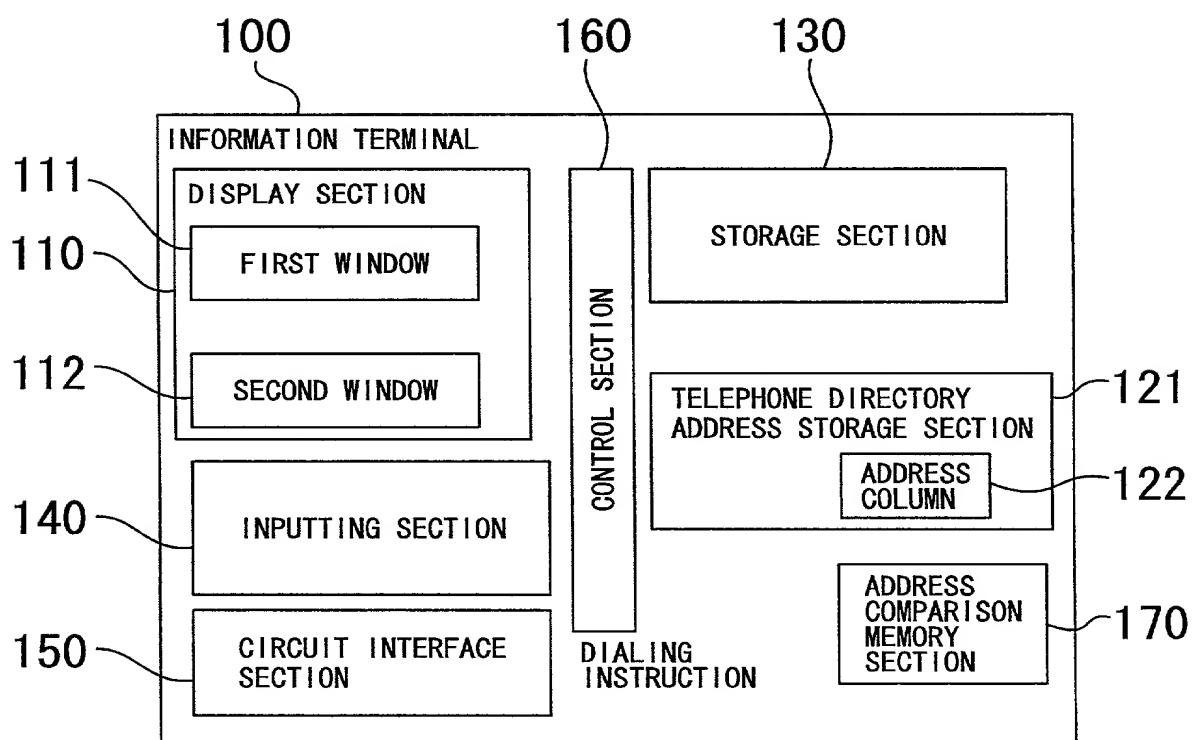 100
160
130
INFORMATION TERMINAL
111
DISPLAY SECTION
FIRST WINDOW
110
STORAGE SECTION
112
SECOND WINDOW
CONTROL SECTION
TELEPHONE DIRECTORY
ADDRESS STORAGE SECTION
121
ADDRESS
COLUMN
122
140
INPUTTING SECTION
150
CIRCUIT INTERFACE
SECTION
DIALING
INSTRUCTION
ADDRESS
COMPARISON
MEMORY
SECTION
170